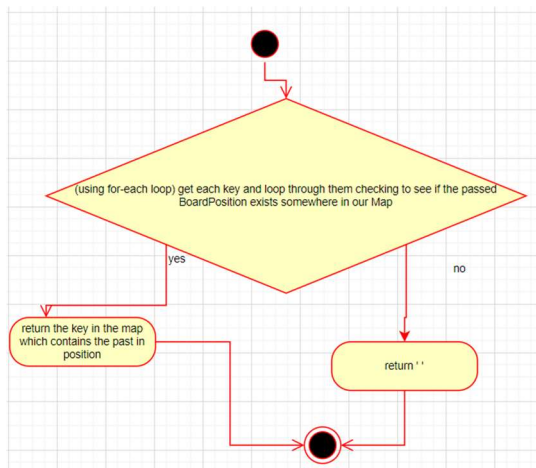 (using for-each loop) get each key and loop through them checking to see if the passed
BoardPosition exists somewhere in our Map
yes
no
return the key in the map
which contains the past in
position
return ' '